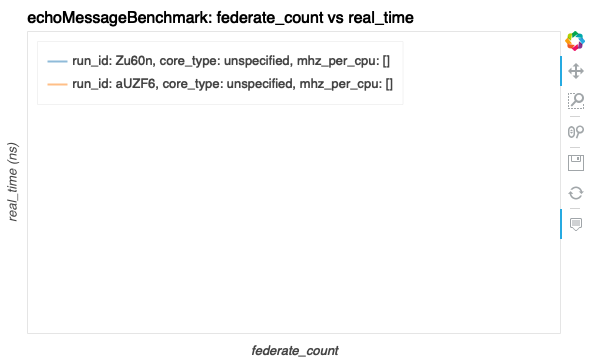 echoMessageBenchmark: federate_count vs real_time
run_id: Zu60n, core_type: unspecified, mhz_per_cpu: []
run_id: aUZF6, core_type: unspecified, mhz_per_cpu: []
real_time (ns)
federate_count